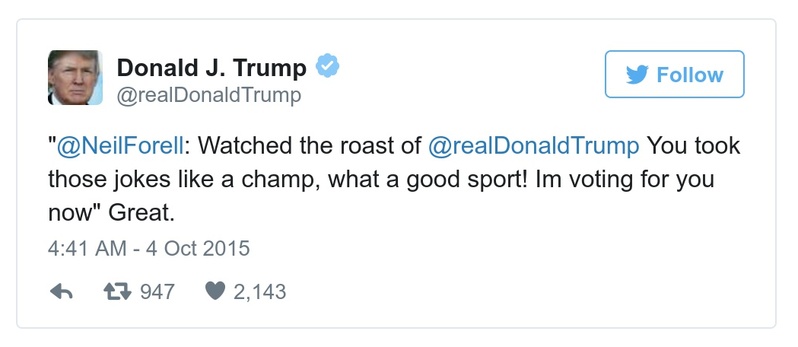 Donald J. Trump
@realDonaldTrump
Follow
"@NeilForell: Watched the roast of @realDonaldTrump You took
those jokes like a champ, what a good sport! Im voting for you
now" Great.
4:41 AM - 4 Oct 2015
947 2,143